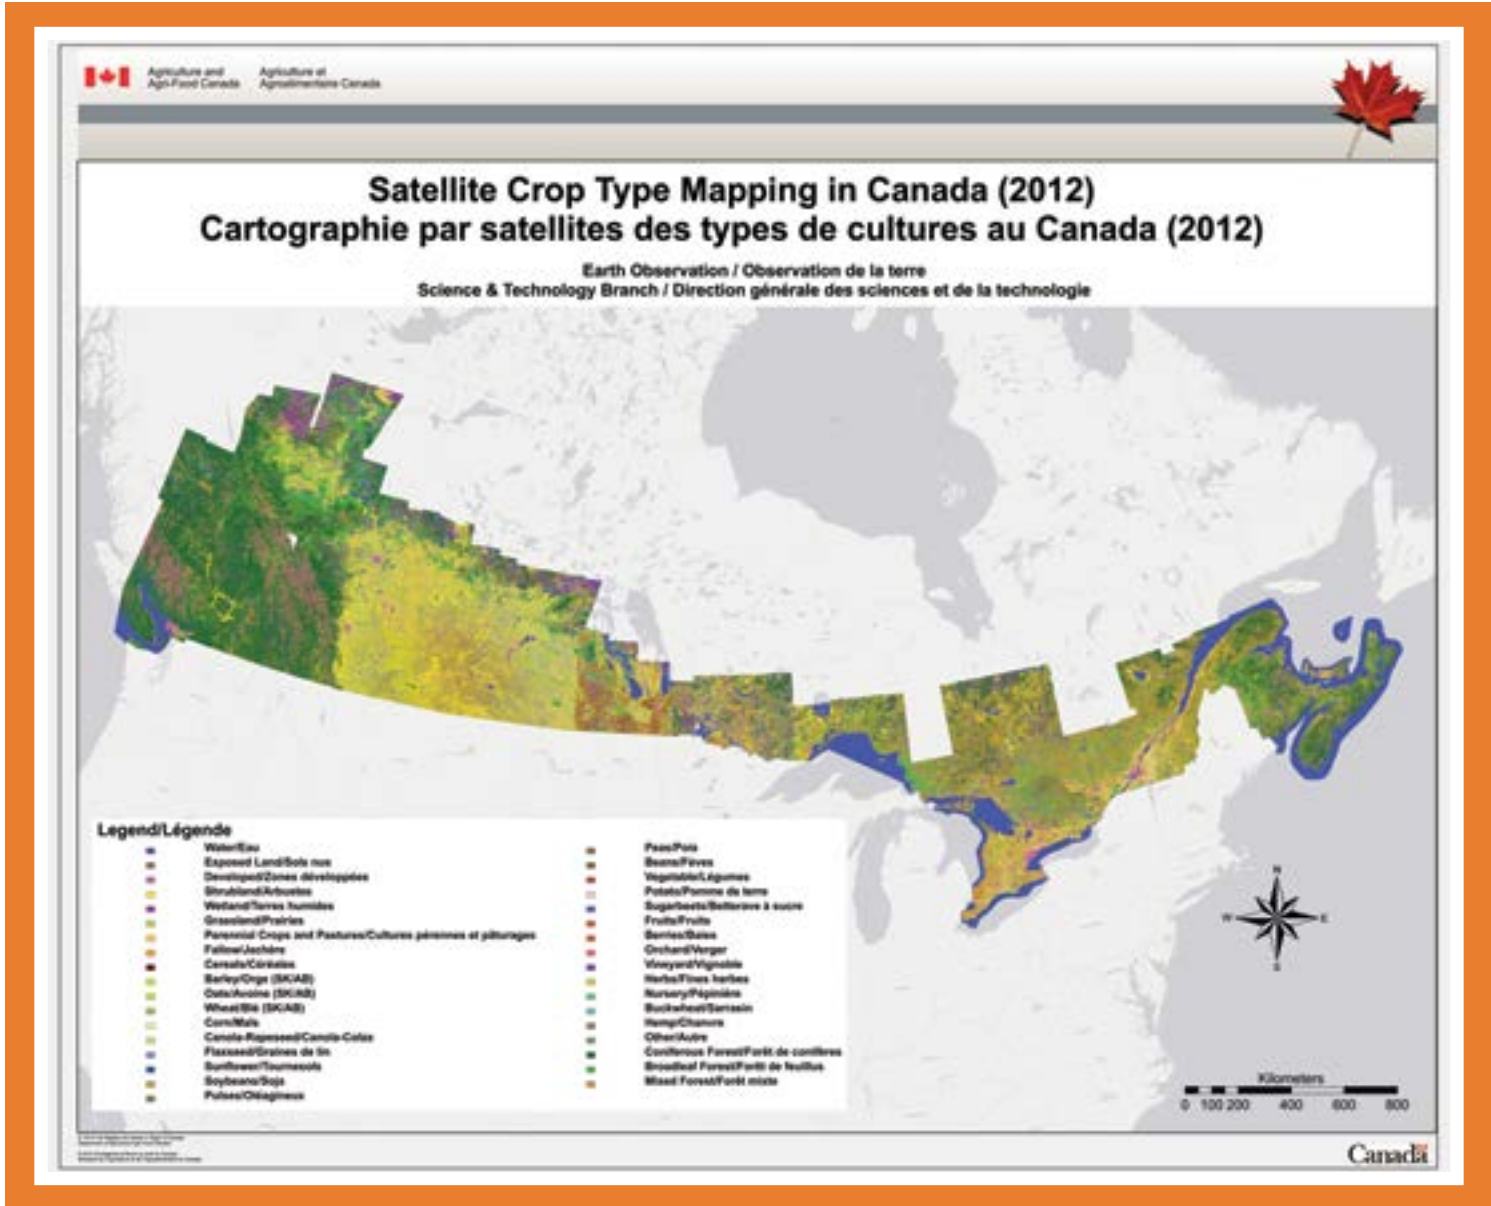 Agriculture and
Agri-Food Canada
Agriculture et
Agroalimentaire Canada
Satellite Crop Type Mapping in Canada (2012)
Cartographie par satellites des types de cultures au Canada (2012)
Earth Observation / Observation de la terre
Science & Technology Branch / Direction générale des sciences et de la technologie
Legend/Légende
Water/Eau
Exposed Land/Sols nus
Developed/Zones développées
Shrubland/Arbustes
Wetland/Terres humides
Grassland/Prairies
Perennial Crops and Pastures/Cultures pérennes et pâturages
Fallow/Jachère
Cereals/Céréales
Barley/Orge (SK/AB)
Oats/Avoine (SK/AB)
Wheat/Blé (SK/AB)
Corn/Maïs
Canola-Rapeseed/Canola-Colza
Flaxseed/Graines de lin
Sunflower/Tournesols
Soybeans/Soja
Pulses/Oléagineux
Peas/Pois
Beans/Fèves
Vegetable/Légumes
Potato/Pomme de terre
Sugarbeets/Betterave à sucre
Fruits/Fruits
Berries/Baies
Orchard/Verger
Vineyard/Vignoble
Herbs/Fines herbes
Nursery/Pépinière
Buckwheat/Sarrasin
Hemp/Chanvre
Other/Autre
Coniferous Forest/Forêt de conifères
Broadleaf Forest/Forêt de feuillus
Mixed Forest/Forêt mixte
N
W
E
S
Kilometers
0 100 200 400 600 800
Canada